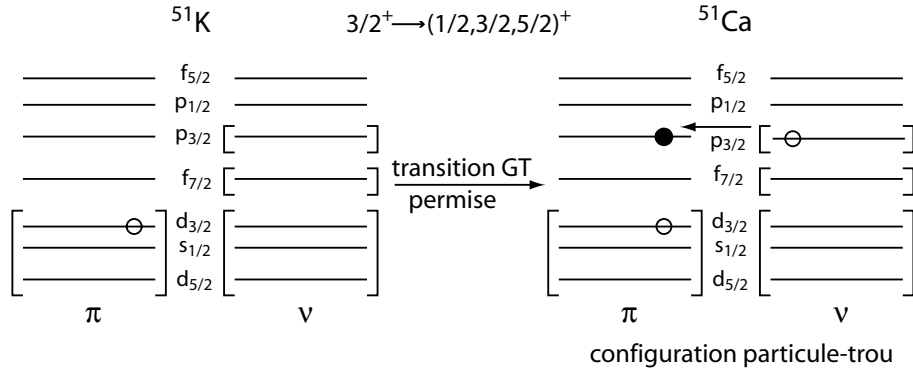 ⁵¹K 3/2⁺→(1/2,3/2,5/2)⁺ ⁵¹Ca
f₅/₂ f₅/₂
p₁/₂ p₁/₂
p₃/₂ p₃/₂
f₇/₂ transition GT f₇/₂
permise
d₃/₂ d₃/₂
s₁/₂ s₁/₂
d₅/₂ d₅/₂
π ν π ν
configuration particule-trou